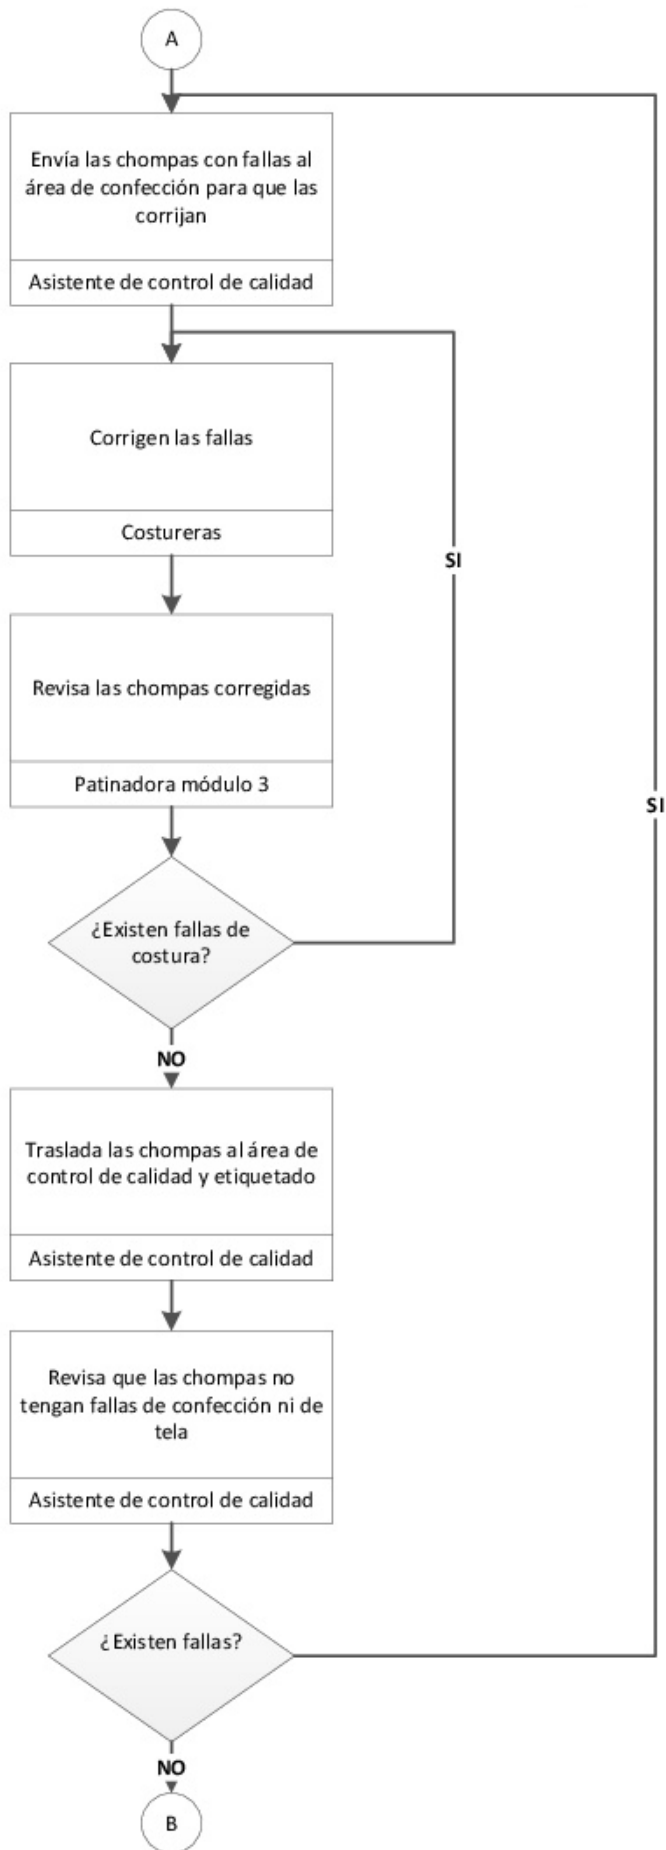 A
Envía las chompas con fallas al
área de confección para que las
corrijan
Asistente de control de calidad
Corrigen las fallas
Costureras
SI
Revisa las chompas corregidas
Patinadora módulo 3
SI
¿Existen fallas de
costura?
NO
Traslada las chompas al área de
control de calidad y etiquetado
Asistente de control de calidad
Revisa que las chompas no
tengan fallas de confección ni de
tela
Asistente de control de calidad
¿Existen fallas?
NO
B